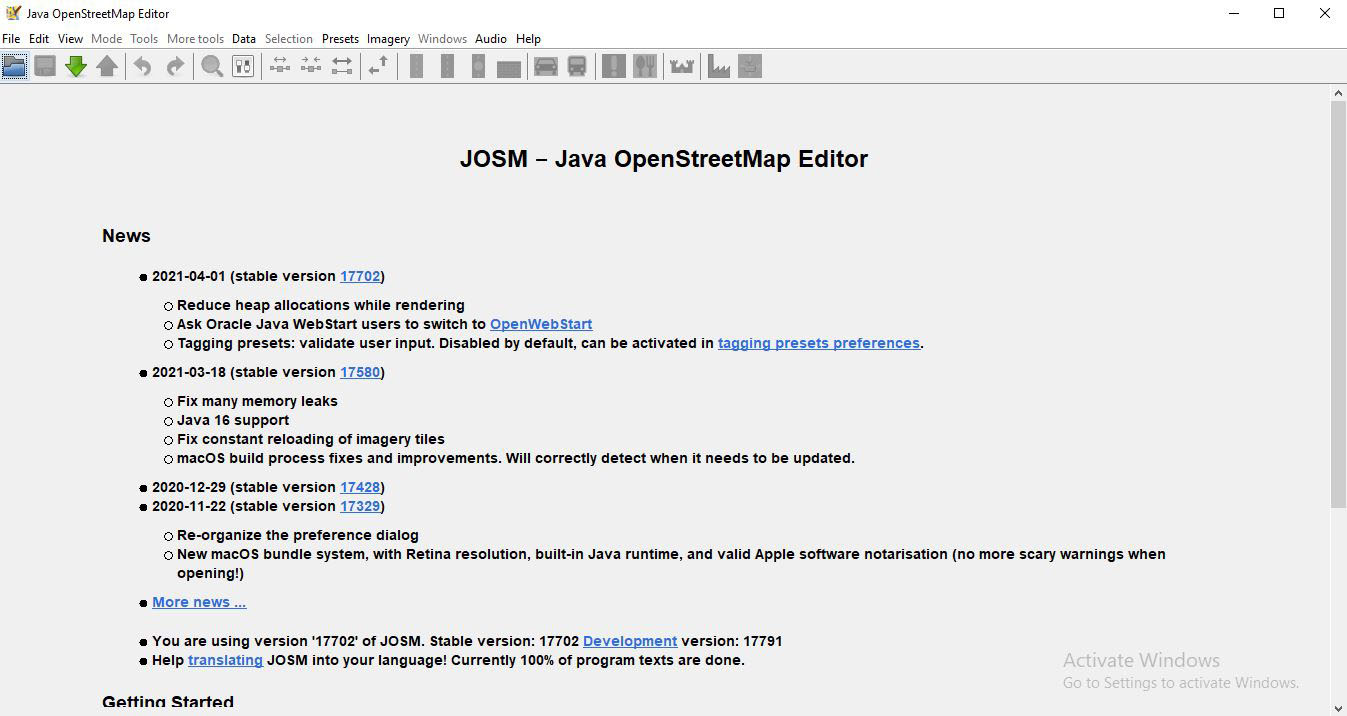 Java OpenStreetMap Editor
File Edit View Mode Tools More tools Data Selection Presets Imagery Windows Audio Help
JOSM – Java OpenStreetMap Editor
News
2021-04-01 (stable version 17702)
Reduce heap allocations while rendering
Ask Oracle Java WebStart users to switch to OpenWebStart
Tagging presets: validate user input. Disabled by default, can be activated in tagging presets preferences.
2021-03-18 (stable version 17580)
Fix many memory leaks
Java 16 support
Fix constant reloading of imagery tiles
macOS build process fixes and improvements. Will correctly detect when it needs to be updated.
2020-12-29 (stable version 17428)
2020-11-22 (stable version 17329)
Re-organize the preference dialog
New macOS bundle system, with Retina resolution, built-in Java runtime, and valid Apple software notarisation (no more scary warnings when
opening!)
More news ...
You are using version '17702' of JOSM. Stable version: 17702 Development version: 17791
Help translating JOSM into your language! Currently 100% of program texts are done.
Getting Started
Activate Windows
Go to Settings to activate Windows.